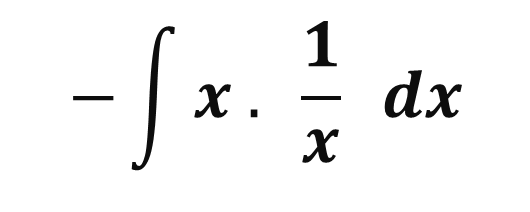 − ∫ x . 1/x dx